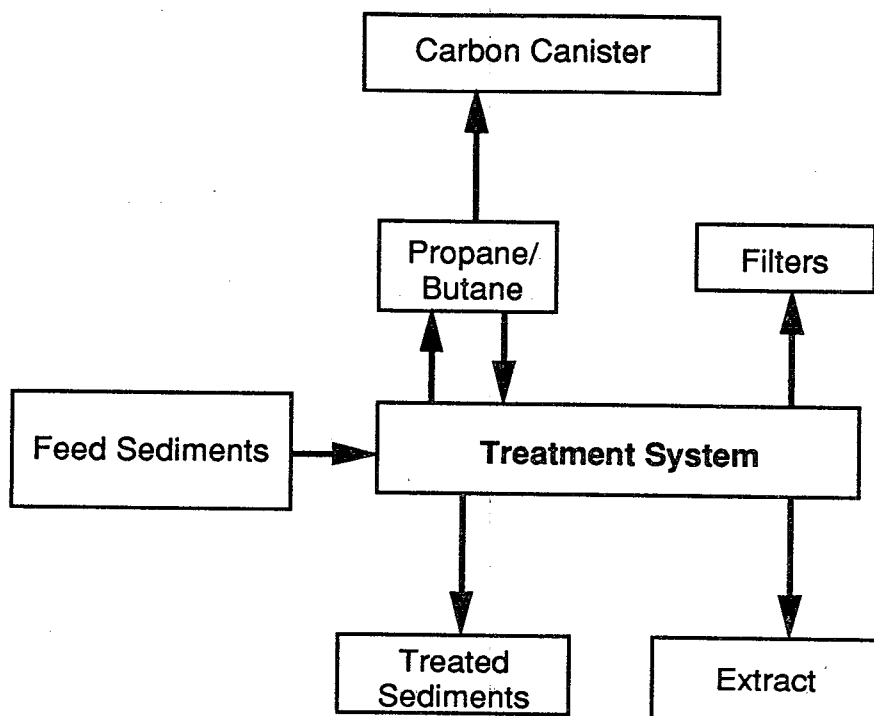 Carbon Canister
Propane/
Butane
Filters
Feed Sediments
Treatment System
Treated
Sediments
Extract